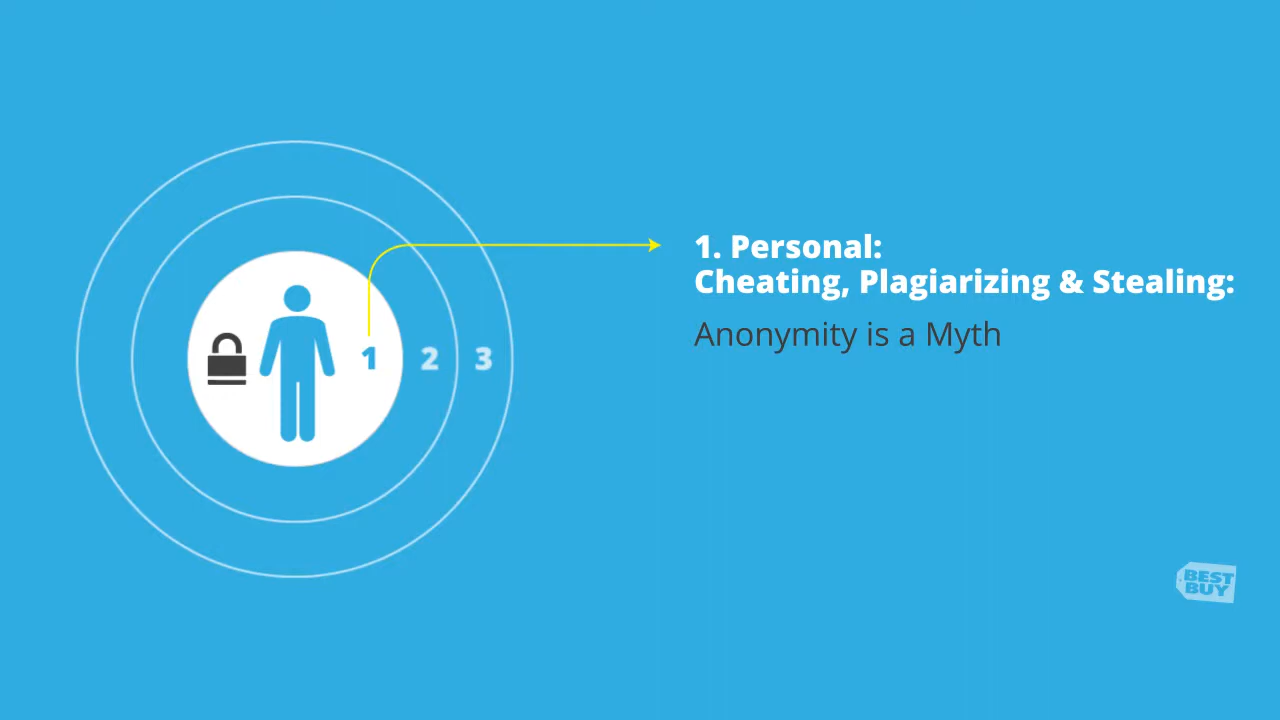 1. Personal:
Cheating, Plagiarizing & Stealing:
Anonymity is a Myth
1 2 3
BEST
BUY